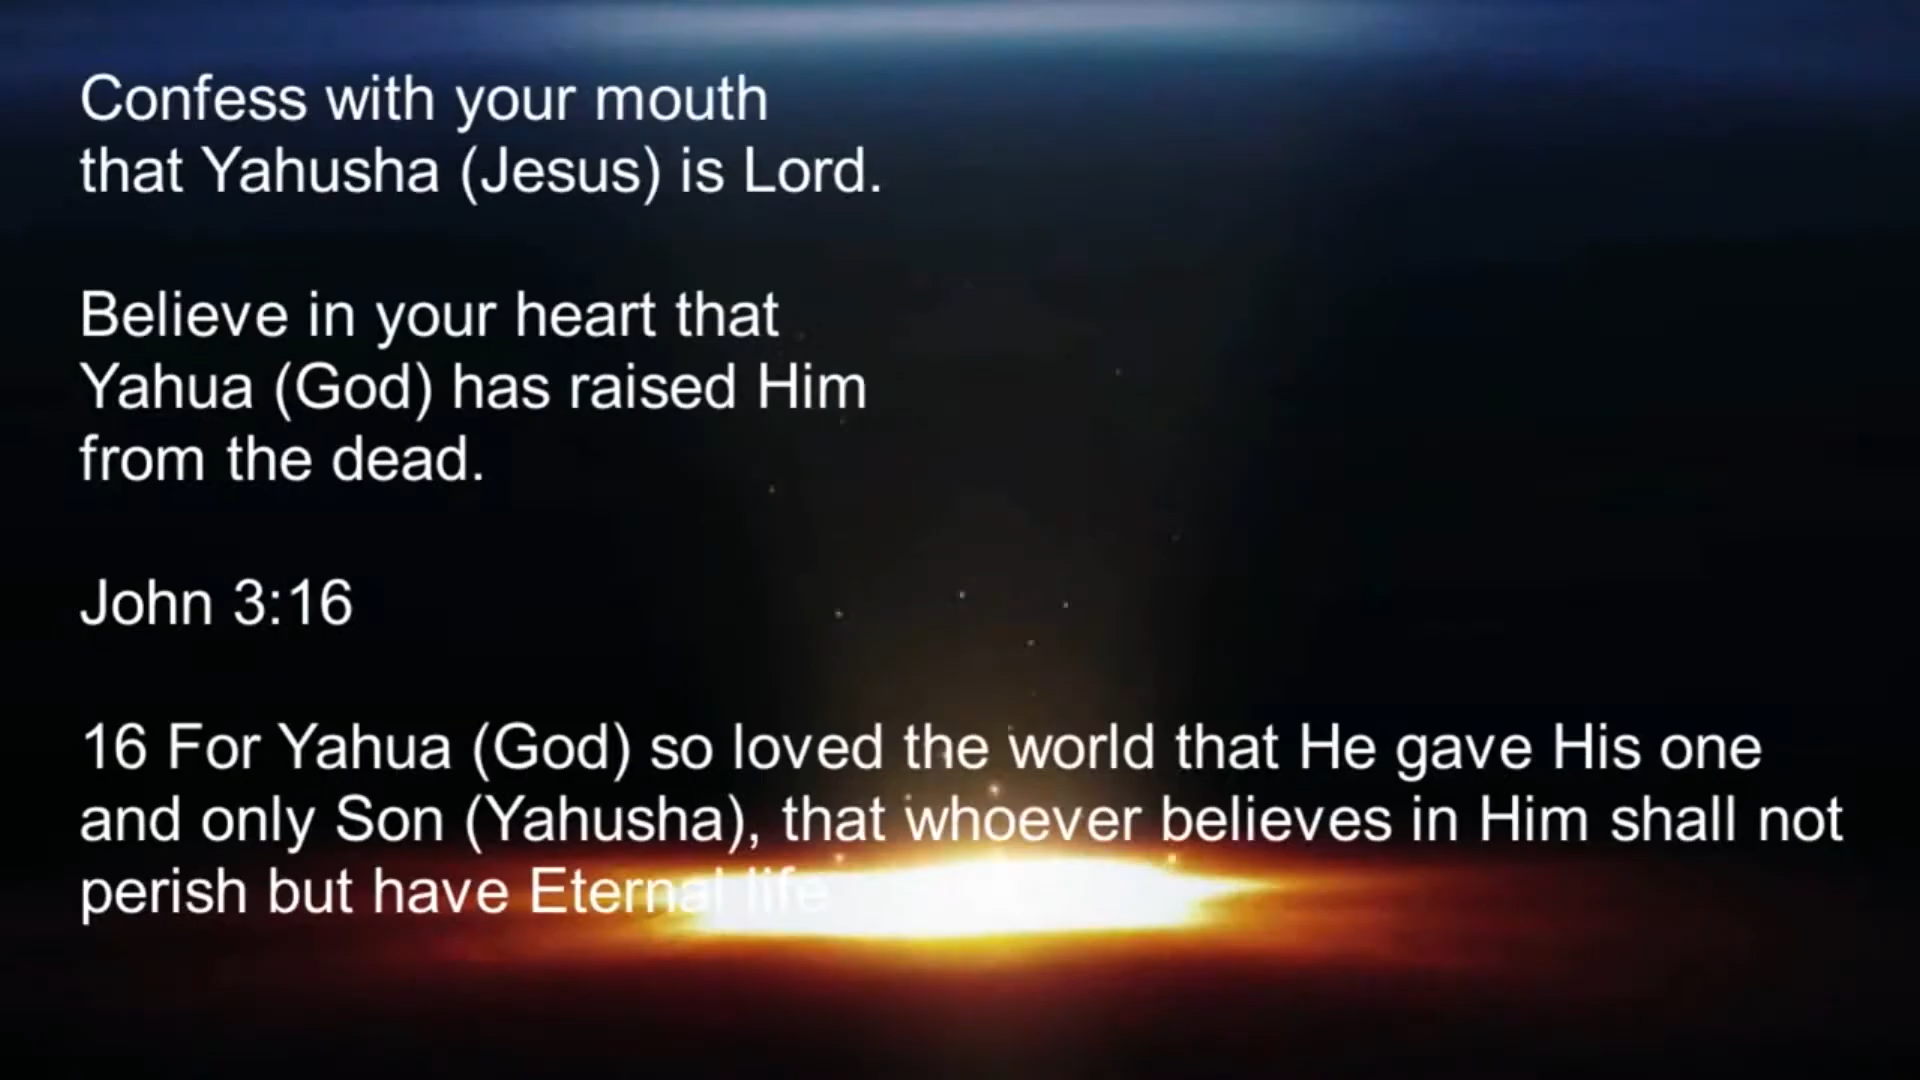 Confess with your mouth
that Yahusha (Jesus) is Lord.
Believe in your heart that
Yahua (God) has raised Him
from the dead.
John 3:16
16 For Yahua (God) so loved the world that He gave His one
and only Son (Yahusha), that whoever believes in Him shall not
perish but have Eternal life